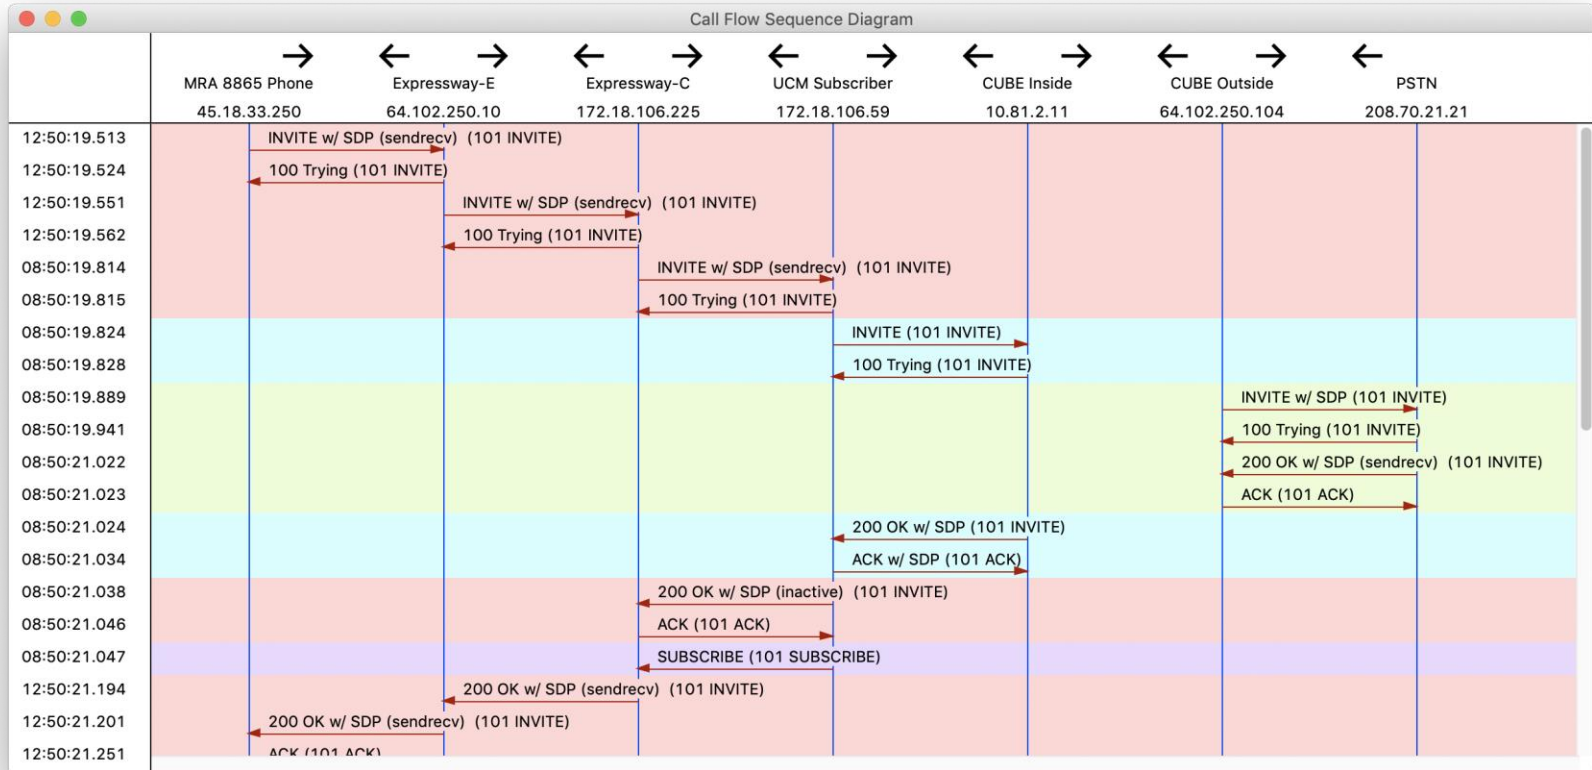 Call Flow Sequence Diagram
MRA 8865 Phone Expressway-E Expressway-C UCM Subscriber CUBE Inside CUBE Outside PSTN
45.18.33.250 64.102.250.10 172.18.106.225 172.18.106.59 10.81.2.11 64.102.250.104 208.70.21.21
12:50:19.513 INVITE w/ SDP (sendrecv) (101 INVITE)
12:50:19.524 100 Trying (101 INVITE)
12:50:19.551 INVITE w/ SDP (sendrecv) (101 INVITE)
12:50:19.562 100 Trying (101 INVITE)
08:50:19.814 INVITE w/ SDP (sendrecv) (101 INVITE)
08:50:19.815 100 Trying (101 INVITE)
08:50:19.824 INVITE (101 INVITE)
08:50:19.828 100 Trying (101 INVITE)
08:50:19.889 INVITE w/ SDP (101 INVITE)
08:50:19.941 100 Trying (101 INVITE)
08:50:21.022 200 OK w/ SDP (sendrecv) (101 INVITE)
08:50:21.023 ACK (101 ACK)
08:50:21.024 200 OK w/ SDP (101 INVITE)
08:50:21.034 ACK w/ SDP (101 ACK)
08:50:21.038 200 OK w/ SDP (inactive) (101 INVITE)
08:50:21.046 ACK (101 ACK)
08:50:21.047 SUBSCRIBE (101 SUBSCRIBE)
12:50:21.194 200 OK w/ SDP (sendrecv) (101 INVITE)
12:50:21.201 200 OK w/ SDP (sendrecv) (101 INVITE)
12:50:21.251 ACK (101 ACK)